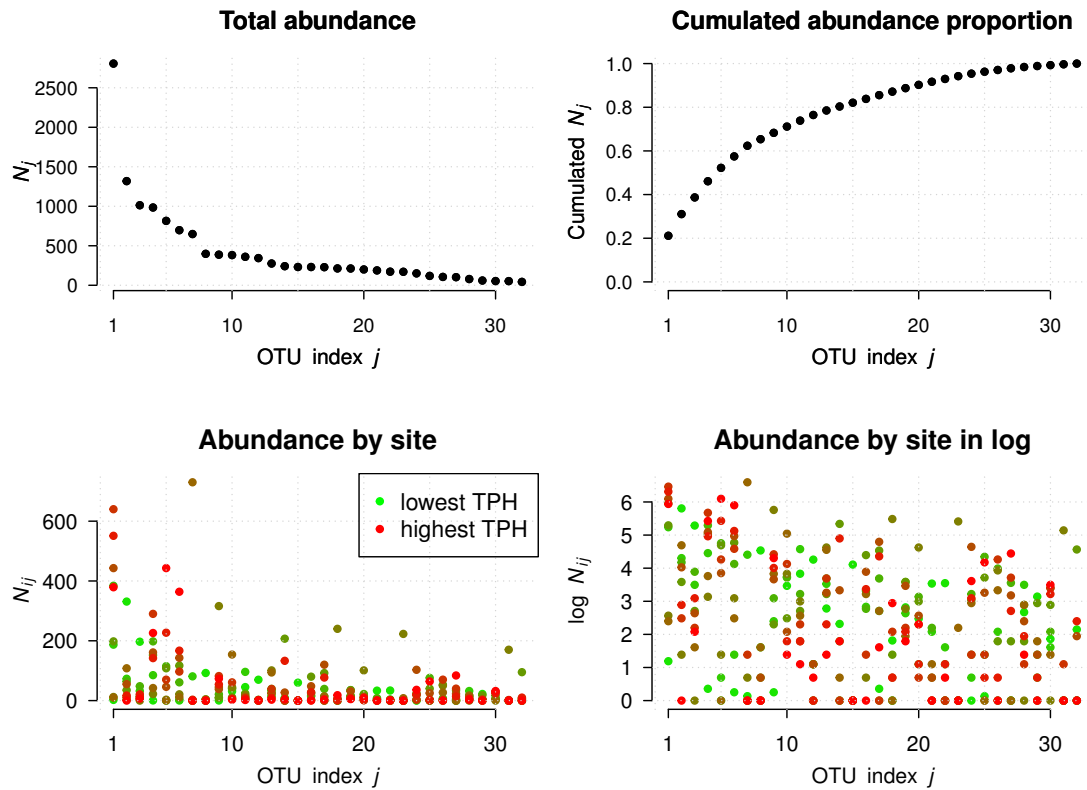 Total abundance
Cumulated abundance proportion
2500
2000
1500
1000
500
0
N_j
1
10
20
30
OTU index j
1.0
0.8
0.6
0.4
0.2
0.0
Cumulated N_j
1
10
20
30
OTU index j
Abundance by site
Abundance by site in log
600
400
200
0
N_ij
lowest TPH
highest TPH
1
10
20
30
OTU index j
6
5
4
3
2
1
0
log N_ij
1
10
20
30
OTU index j